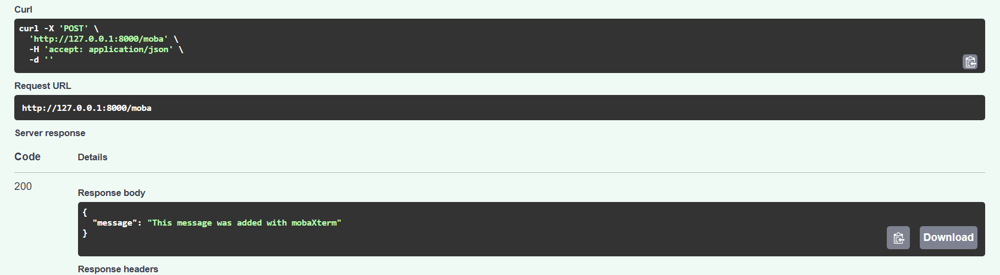 Curl
curl -X 'POST' \
  'http://127.0.0.1:8000/moba' \
  -H 'accept: application/json' \
  -d ''
Request URL
http://127.0.0.1:8000/moba
Server response
Code Details
200
Response body
{
  "message": "This message was added with mobaXterm"
}
Download
Response headers